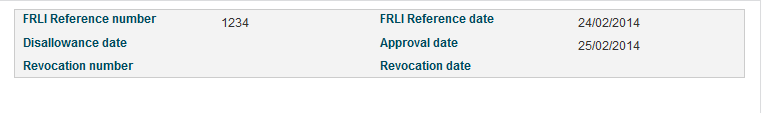 FRLI Reference number 1234 FRLI Reference date 24/02/2014
Disallowance date Approval date 25/02/2014
Revocation number Revocation date